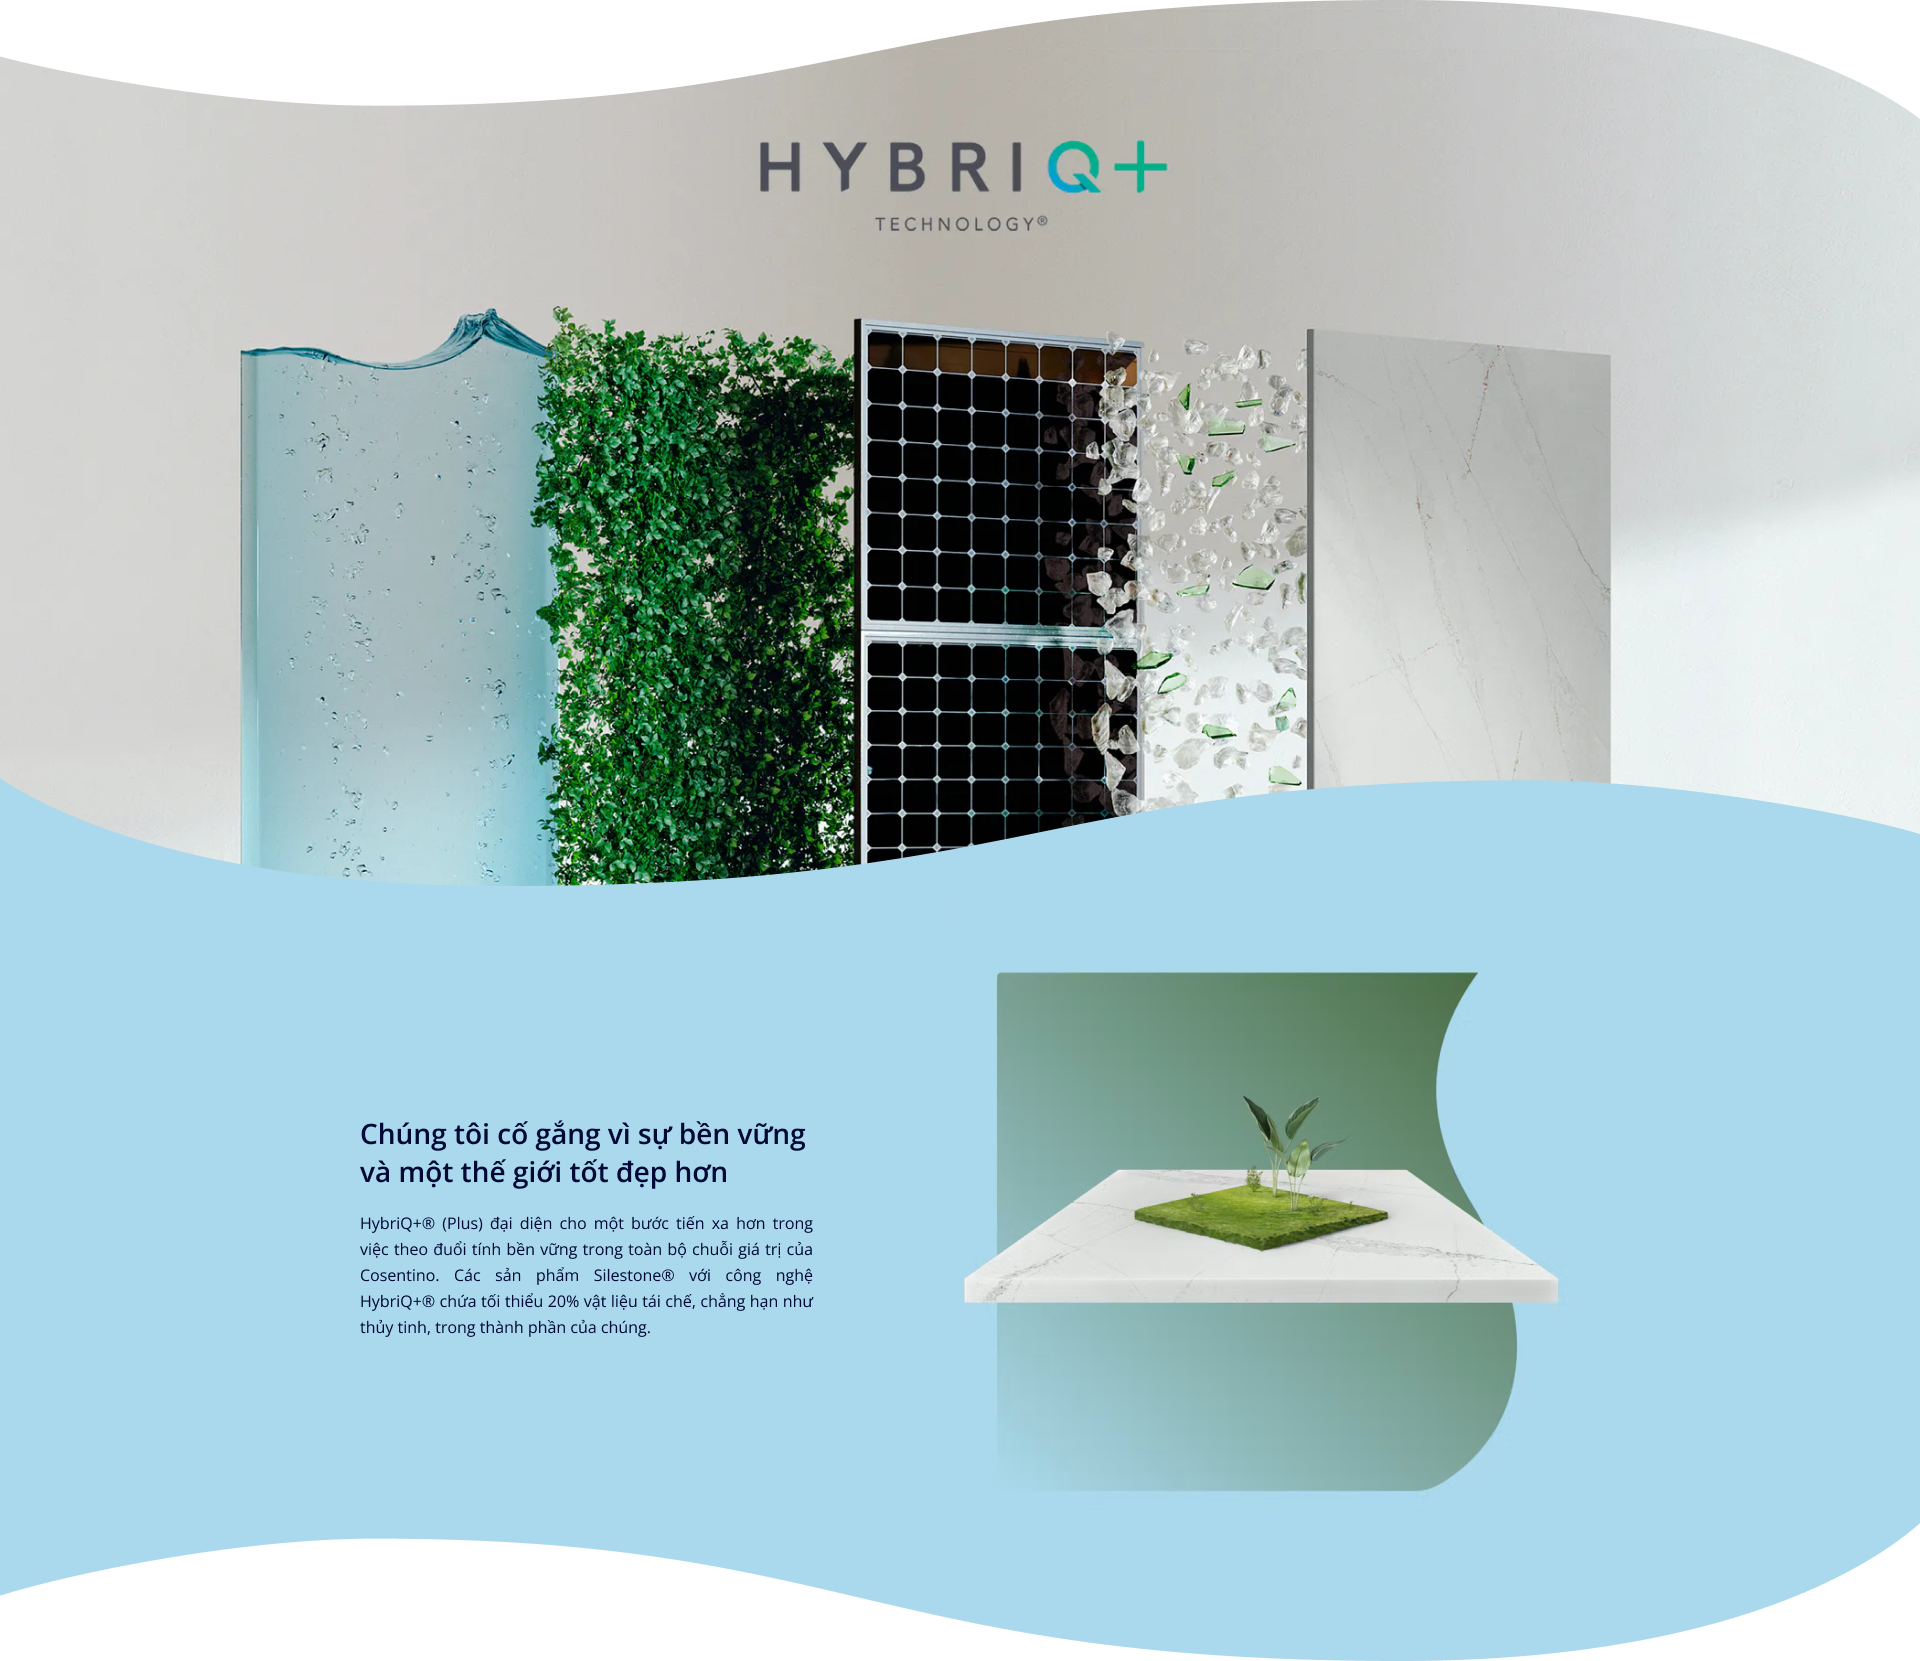 HYBRIQ+
TECHNOLOGY®
Chúng tôi cố gắng vì sự bền vững
và một thế giới tốt đẹp hơn
HybriQ+® (Plus) đại diện cho một bước tiến xa hơn trong
việc theo đuổi tính bền vững trong toàn bộ chuỗi giá trị của
Cosentino. Các sản phẩm Silestone® với công nghệ
HybriQ+® chứa tối thiểu 20% vật liệu tái chế, chẳng hạn như
thủy tinh, trong thành phần của chúng.